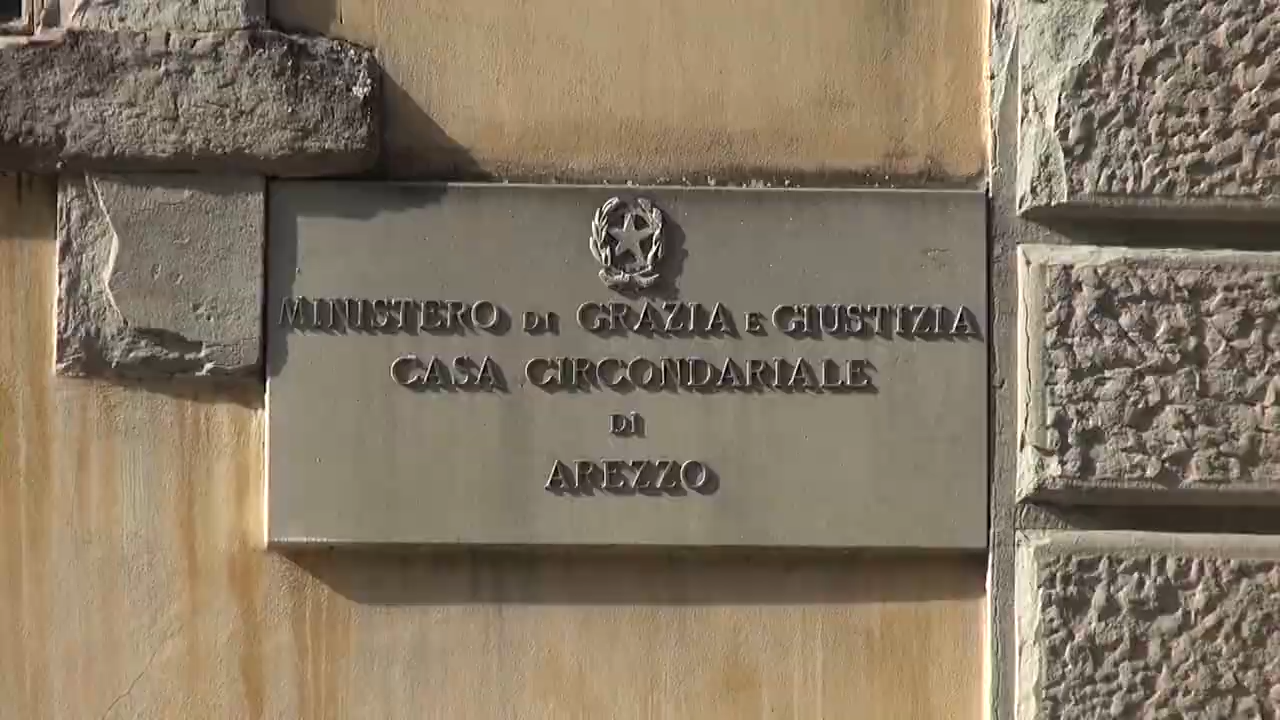 MINISTERO DI GRAZIA E GIUSTIZIA
CASA CIRCONDARIALE
DI
AREZZO